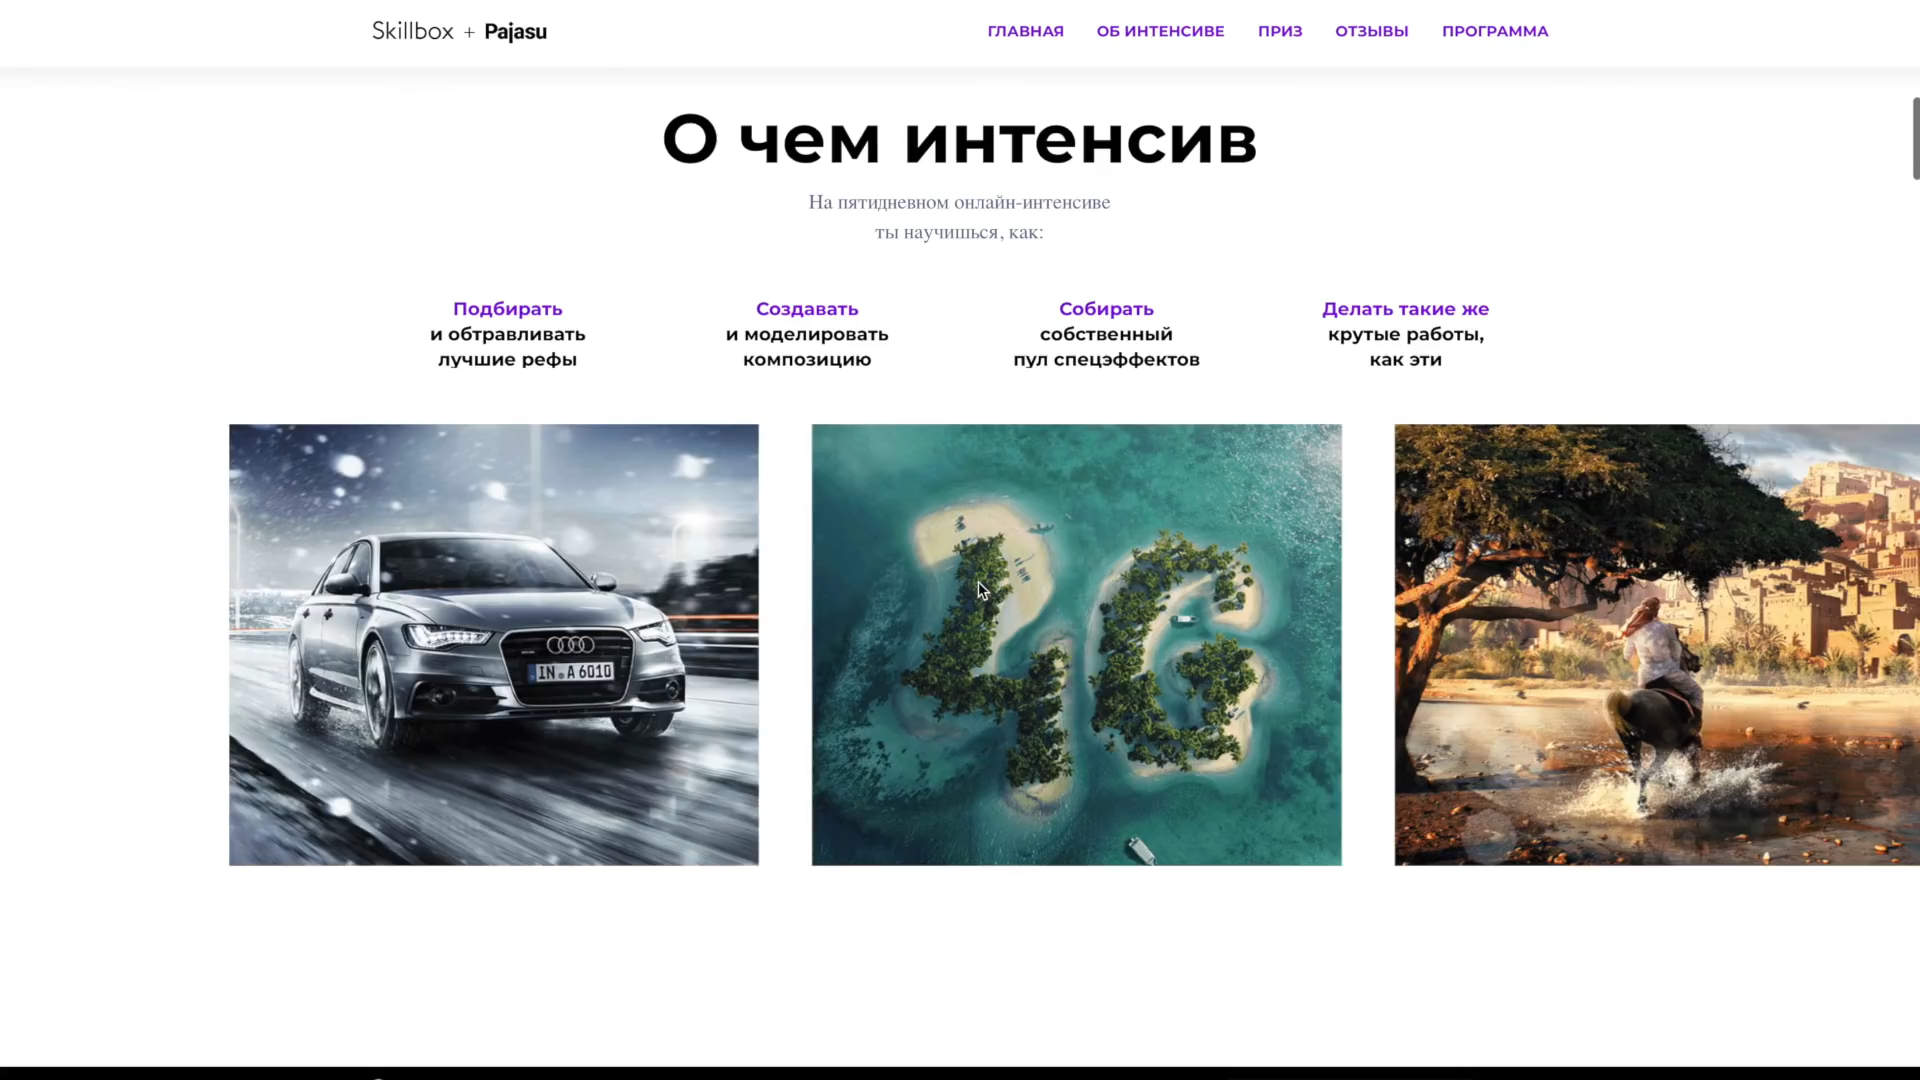 Skillbox + Pajasu
ГЛАВНАЯ ОБ ИНТЕНСИВЕ ПРИЗ ОТЗЫВЫ ПРОГРАММА
О чем интенсив
На пятидневном онлайн-интенсиве
ты научишься, как:
Подбирать
и обтравливать
лучшие рефы
Создавать
и моделировать
композицию
Собирать
собственный
пул спецэффектов
Делать такие же
крутые работы,
как эти
IN A 6010
4G